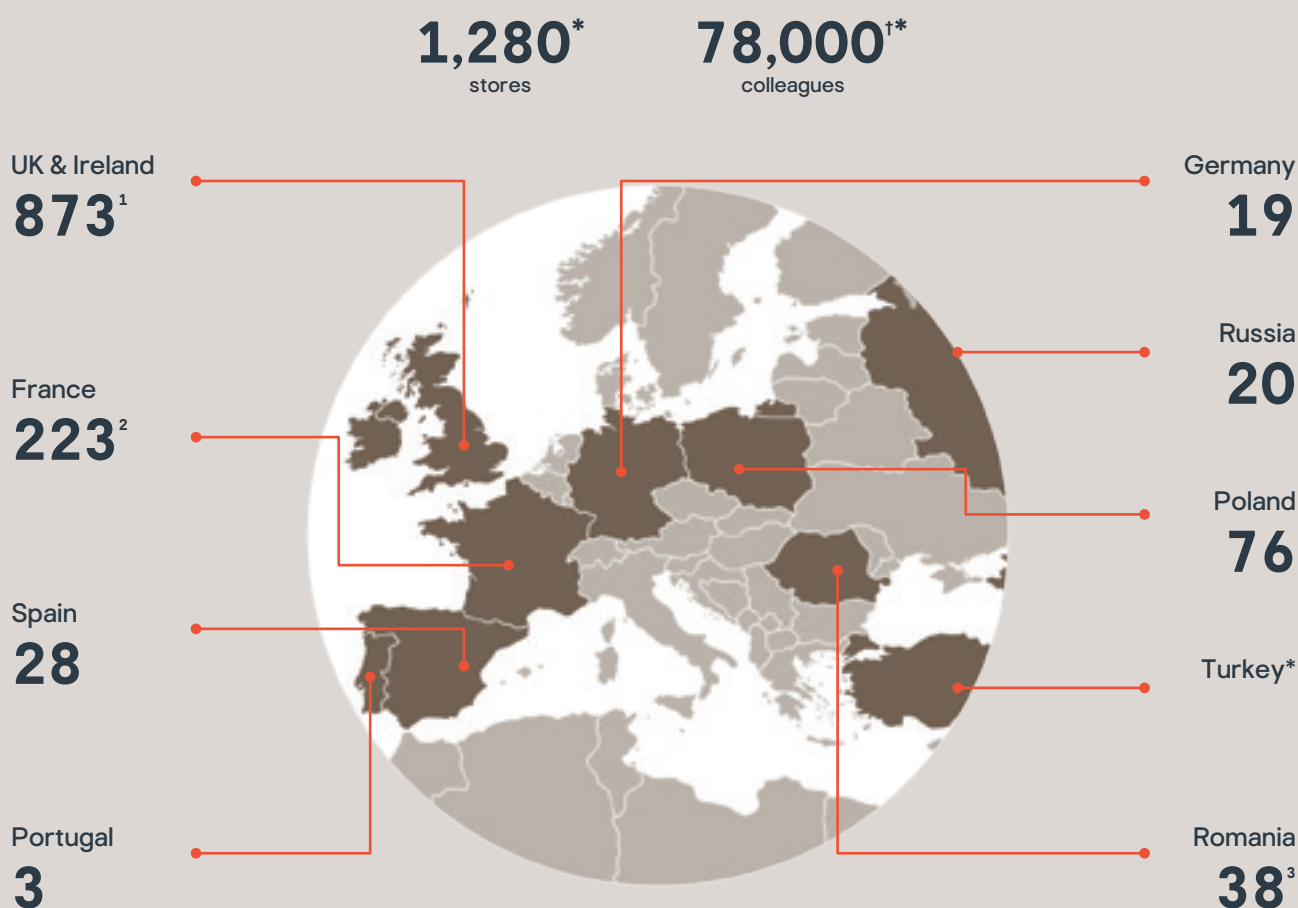 1,280* 78,000†*
stores colleagues
UK & Ireland
873¹
France
223²
Spain
28
Portugal
3
Germany
19
Russia
20
Poland
76
Turkey*
Romania
38³